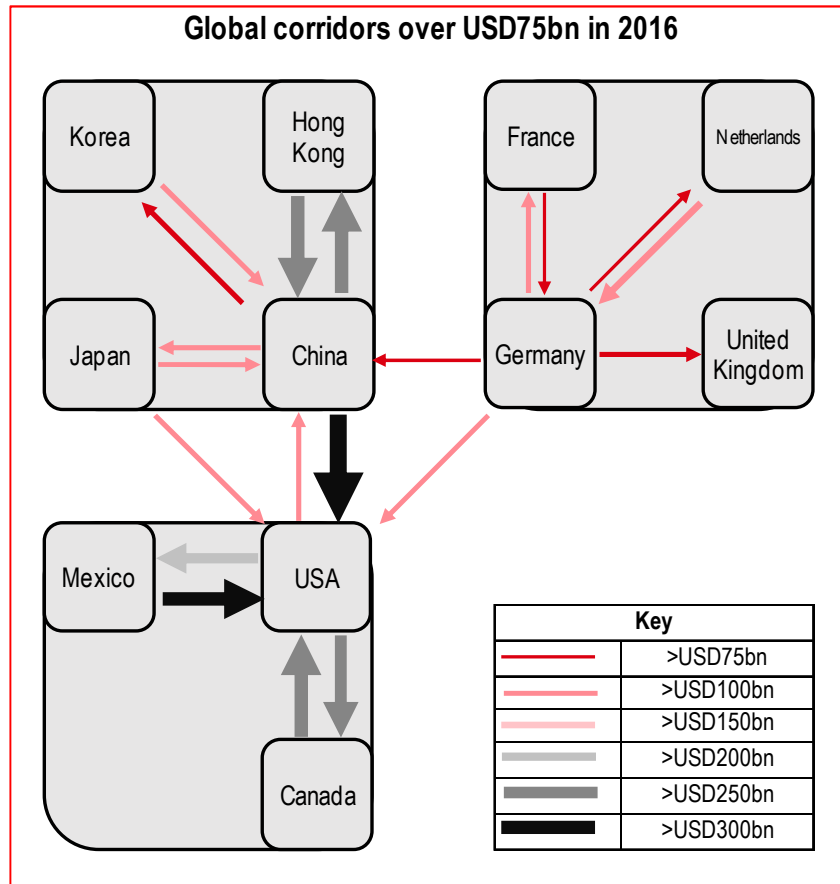 Global corridors over USD75bn in 2016
Korea
Hong
Kong
France
Netherlands
Japan
China
Germany
United
Kingdom
Mexico
USA
Canada
Key
>USD75bn
>USD100bn
>USD150bn
>USD200bn
>USD250bn
>USD300bn